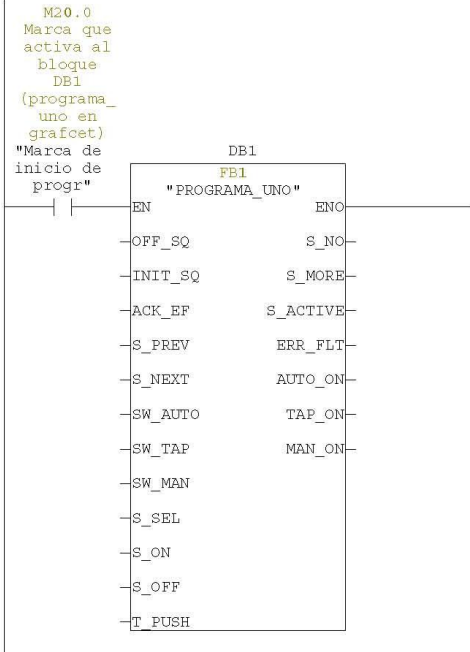 M20.0
Marca que
activa al
bloque
DB1
(programa_
uno en
grafcet)
"Marca de
inicio de
progr"
DB1
FB1
"PROGRAMA_UNO"
EN ENO
OFF_SQ S_NO
INIT_SQ S_MORE
ACK_EF S_ACTIVE
S_PREV ERR_FLT
S_NEXT AUTO_ON
SW_AUTO TAP_ON
SW_TAP MAN_ON
SW_MAN
S_SEL
S_ON
S_OFF
T_PUSH